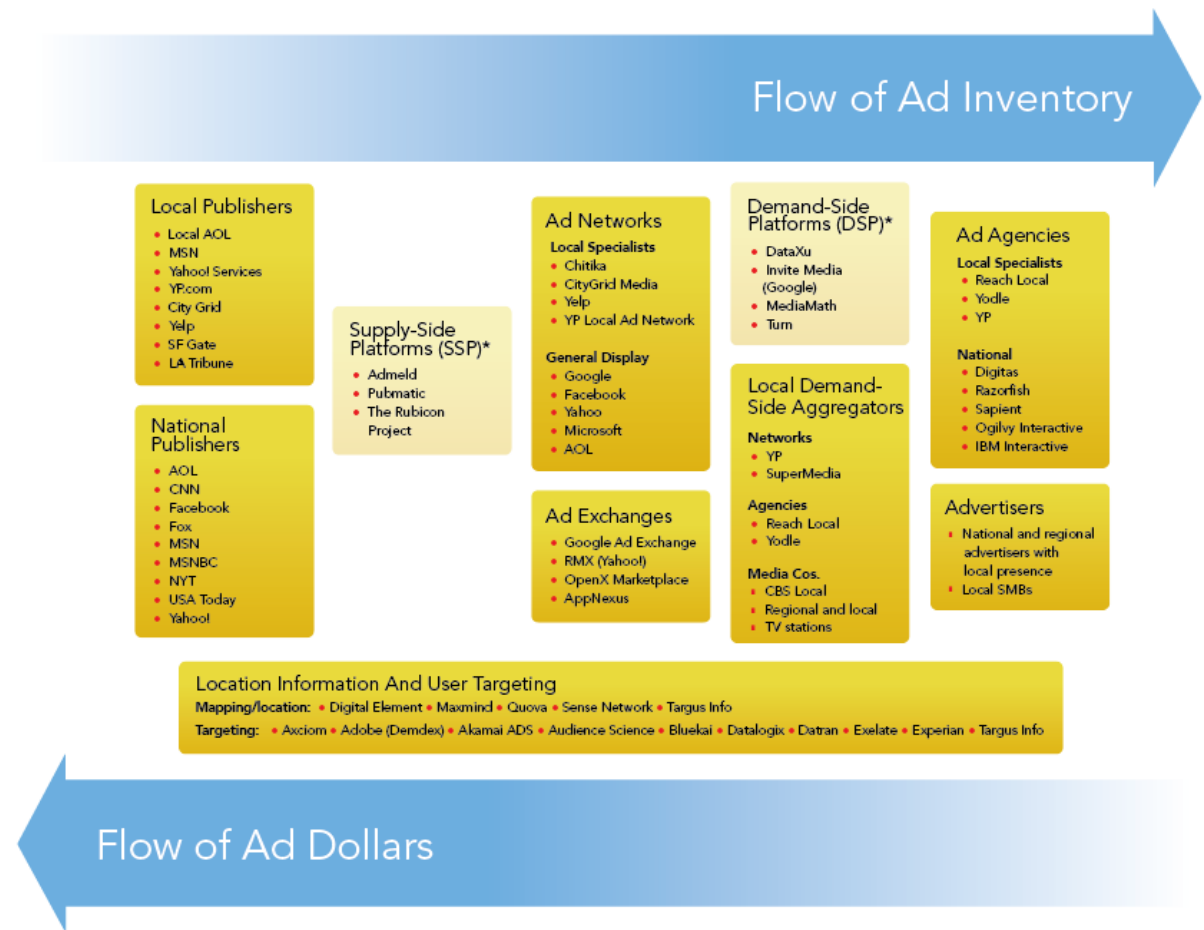 Flow of Ad Inventory
Local Publishers
• Local AOL
• MSN
• Yahoo! Services
• YP.com
• City Grid
• Yelp
• SF Gate
• LA Tribune
National
Publishers
• AOL
• CNN
• Facebook
• Fox
• MSN
• MSNBC
• NYT
• USA Today
• Yahoo!
Supply-Side
Platforms (SSP)*
• Admeld
• Pubmatic
• The Rubicon
Project
Ad Networks
Local Specialists
• Chitika
• CityGrid Media
• Yelp
• YP Local Ad Network
General Display
• Google
• Facebook
• Yahoo
• Microsoft
• AOL
Ad Exchanges
• Google Ad Exchange
• RMX (Yahoo!)
• OpenX Marketplace
• AppNexus
Demand-Side
Platforms (DSP)*
• DataXu
• Invite Media
(Google)
• MediaMath
• Turn
Local Demand-
Side Aggregators
Networks
• YP
• SuperMedia
Agencies
• Reach Local
• Yodle
Media Cos.
• CBS Local
• Regional and local
• TV stations
Ad Agencies
Local Specialists
• Reach Local
• Yodle
• YP
National
• Digitas
• Razorfish
• Sapient
• Ogilvy Interactive
• IBM Interactive
Advertisers
• National and regional
advertisers with
local presence
• Local SMBs
Location Information And User Targeting
Mapping/location: • Digital Element • Maxmind • Quova • Sense Network • Targus Info
Targeting: • Axciom • Adobe (Demdex) • Akamai ADS • Audience Science • Bluekai • Datalogix • Datran • Exelate • Experian • Targus Info
Flow of Ad Dollars